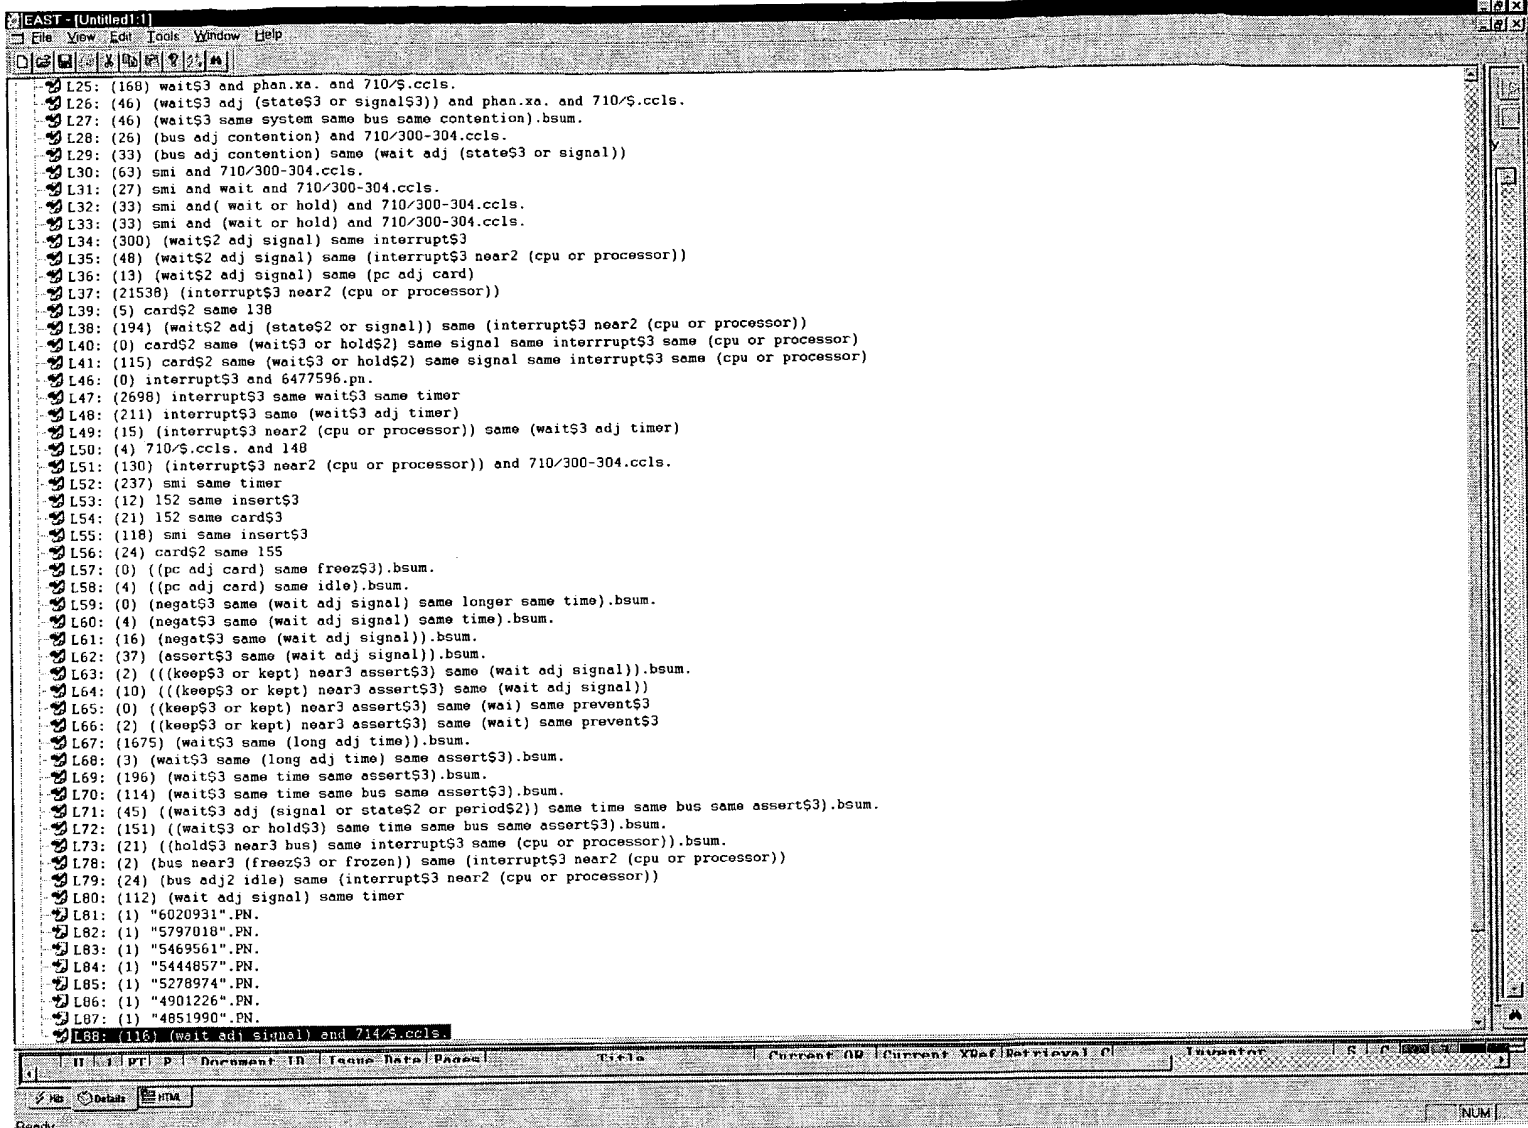 EAST - [Untitled1:1]
File View Edit Tools Window Help
L25: (168) wait$3 and phan.xa. and 710/$.ccls.
L26: (46) (wait$3 adj (state$3 or signal$3)) and phan.xa. and 710/$.ccls.
L27: (46) (wait$3 same system same bus same contention).bsum.
L28: (26) (bus adj contention) and 710/300-304.ccls.
L29: (33) (bus adj contention) same (wait adj (state$3 or signal))
L30: (63) smi and 710/300-304.ccls.
L31: (27) smi and wait and 710/300-304.ccls.
L32: (33) smi and( wait or hold) and 710/300-304.ccls.
L33: (33) smi and (wait or hold) and 710/300-304.ccls.
L34: (300) (wait$2 adj signal) same interrupt$3
L35: (48) (wait$2 adj signal) same (interrupt$3 near2 (cpu or processor))
L36: (13) (wait$2 adj signal) same (pc adj card)
L37: (21538) (interrupt$3 near2 (cpu or processor))
L39: (5) card$2 same 138
L38: (194) (wait$2 adj (state$2 or signal)) same (interrupt$3 near2 (cpu or processor))
L40: (0) card$2 same (wait$3 or hold$2) same signal same interrrupt$3 same (cpu or processor)
L41: (115) card$2 same (wait$3 or hold$2) same signal same interrupt$3 same (cpu or processor)
L46: (0) interrupt$3 and 6477596.pn.
L47: (2698) interrupt$3 same wait$3 same timer
L48: (211) interrupt$3 same (wait$3 adj timer)
L49: (15) (interrupt$3 near2 (cpu or processor)) same (wait$3 adj timer)
L50: (4) 710/$.ccls. and 148
L51: (130) (interrupt$3 near2 (cpu or processor)) and 710/300-304.ccls.
L52: (237) smi same timer
L53: (12) 152 same insert$3
L54: (21) 152 same card$3
L55: (118) smi same insert$3
L56: (24) card$2 same 155
L57: (0) ((pc adj card) same freez$3).bsum.
L58: (4) ((pc adj card) same idle).bsum.
L59: (0) (negat$3 same (wait adj signal) same longer same time).bsum.
L60: (4) (negat$3 same (wait adj signal) same time).bsum.
L61: (16) (negat$3 same (wait adj signal)).bsum.
L62: (37) (assert$3 same (wait adj signal)).bsum.
L63: (2) (((keep$3 or kept) near3 assert$3) same (wait adj signal)).bsum.
L64: (10) (((keep$3 or kept) near3 assert$3) same (wait adj signal))
L65: (0) ((keep$3 or kept) near3 assert$3) same (wai) same prevent$3
L66: (2) ((keep$3 or kept) near3 assert$3) same (wait) same prevent$3
L67: (1675) (wait$3 same (long adj time)).bsum.
L68: (3) (wait$3 same (long adj time) same assert$3).bsum.
L69: (196) (wait$3 same time same assert$3).bsum.
L70: (114) (wait$3 same time same bus same assert$3).bsum.
L71: (45) ((wait$3 adj (signal or state$2 or period$2)) same time same bus same assert$3).bsum.
L72: (151) ((wait$3 or hold$3) same time same bus same assert$3).bsum.
L73: (21) ((hold$3 near3 bus) same interrupt$3 same (cpu or processor)).bsum.
L78: (2) (bus near3 (freez$3 or frozen)) same (interrupt$3 near2 (cpu or processor))
L79: (24) (bus adj2 idle) same (interrupt$3 near2 (cpu or processor))
L80: (112) (wait adj signal) same timer
L81: (1) "6020931".PN.
L82: (1) "5797018".PN.
L83: (1) "5469561".PN.
L84: (1) "5444857".PN.
L85: (1) "5278974".PN.
L86: (1) "4901226".PN.
L87: (1) "4851990".PN.
L88: (116) (wait adj signal) and 714/$.ccls.
U 1 PT P Document ID Issue Date Pages Title Current OR Current XRef Retrieval C Inventor S C
Hits Details HTML
Ready NUM